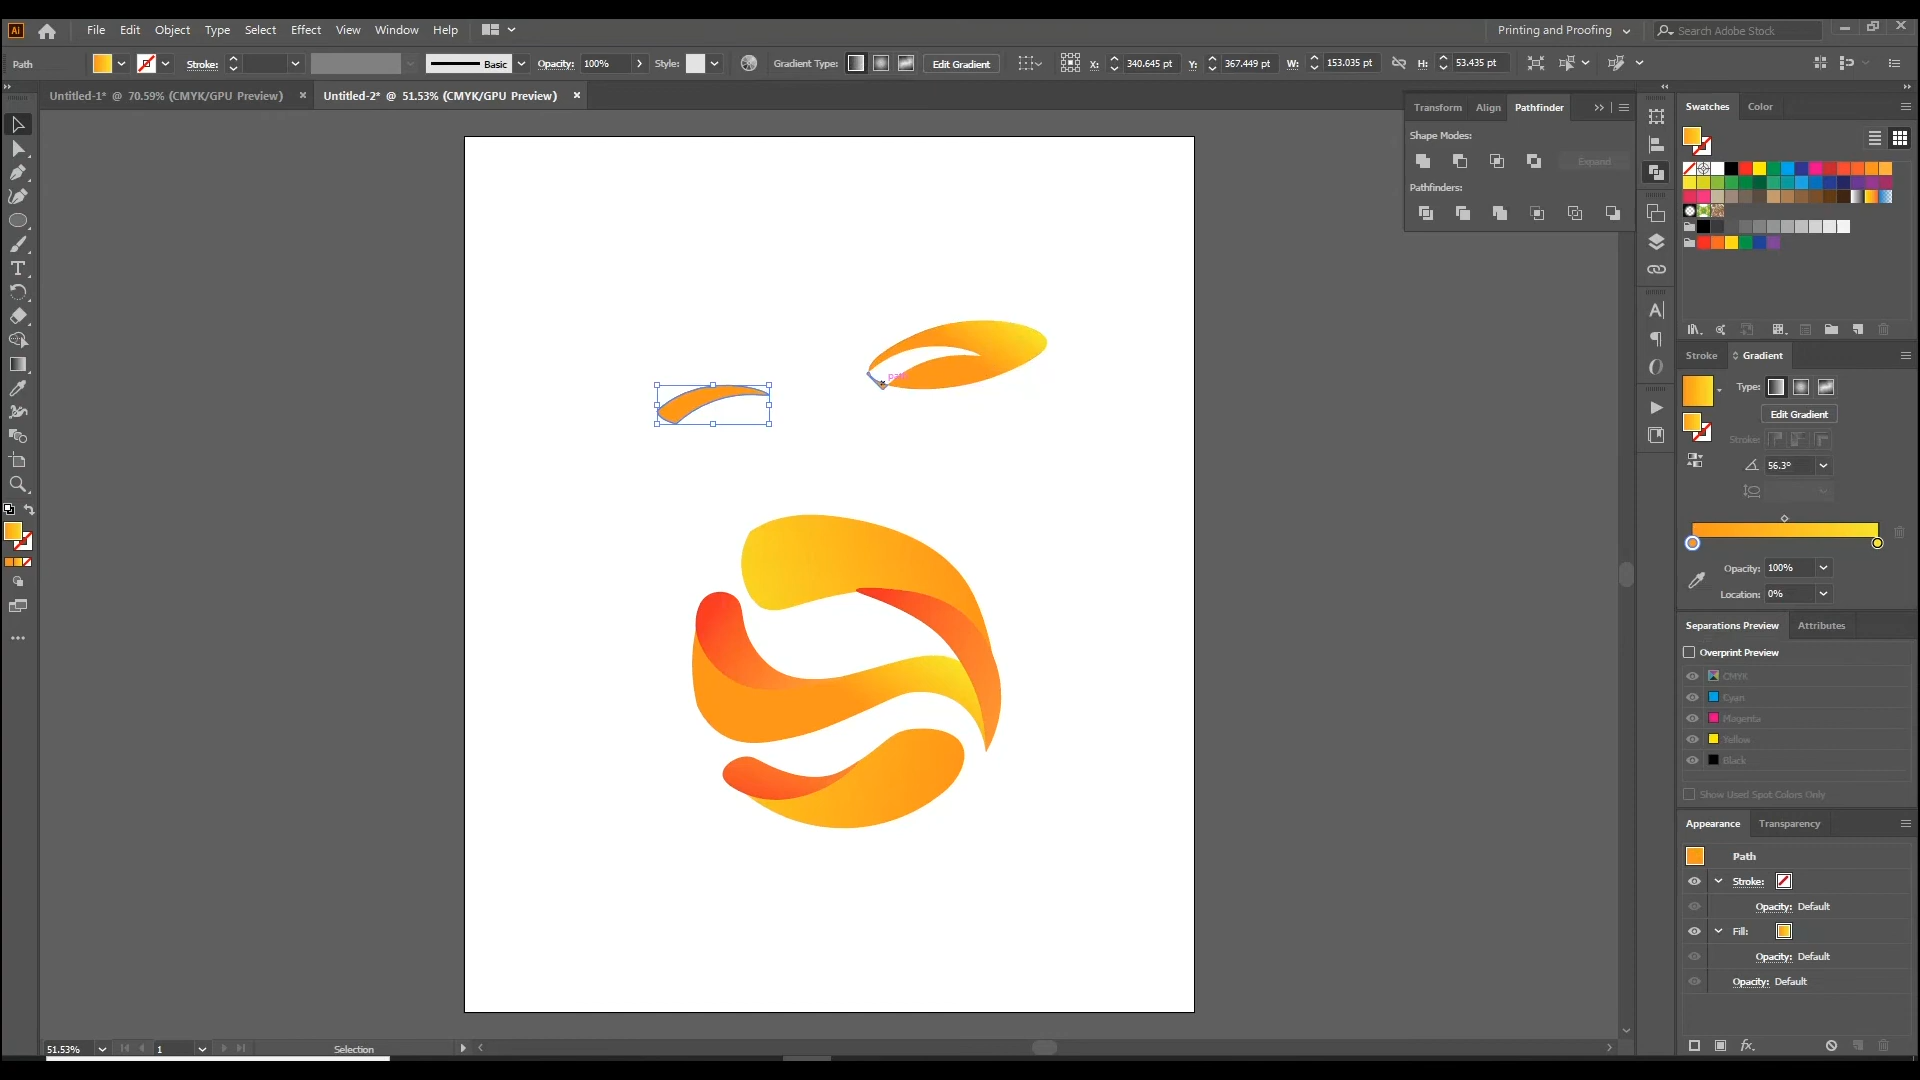 Ai File Edit Object Type Select Effect View Window Help Printing and Proofing Search Adobe Stock
Path Stroke: Basic Opacity: 100% Style: Gradient Type: Edit Gradient X: 340.645 pt Y: 367.449 pt W: 153.035 pt H: 53.435 pt
Untitled-1* @ 70.59% (CMYK/GPU Preview) × Untitled-2* @ 51.53% (CMYK/GPU Preview) ×
Transform Align Pathfinder
Shape Modes:
Expand
Pathfinders:
Swatches Color
Stroke Gradient
Type:
Edit Gradient
Stroke:
56.3°
Opacity: 100%
Location: 0%
Separations Preview Attributes
Overprint Preview
CMYK
Cyan
Magenta
Yellow
Black
Show Used Spot Colors Only
Appearance Transparency
Path
Stroke:
Opacity: Default
Fill:
Opacity: Default
Opacity: Default
fx.
51.53% 1 Selection